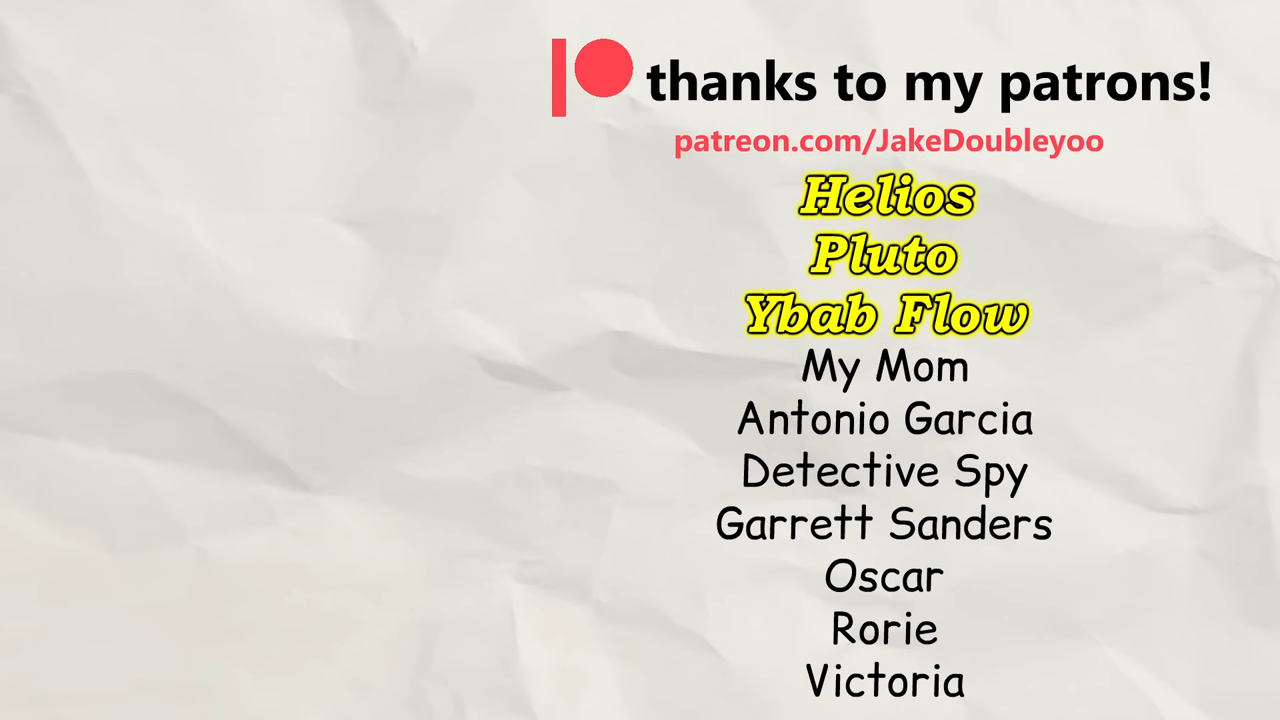 thanks to my patrons!
patreon.com/JakeDoubleyoo
Helios
Pluto
Ybab Flow
My Mom
Antonio Garcia
Detective Spy
Garrett Sanders
Oscar
Rorie
Victoria